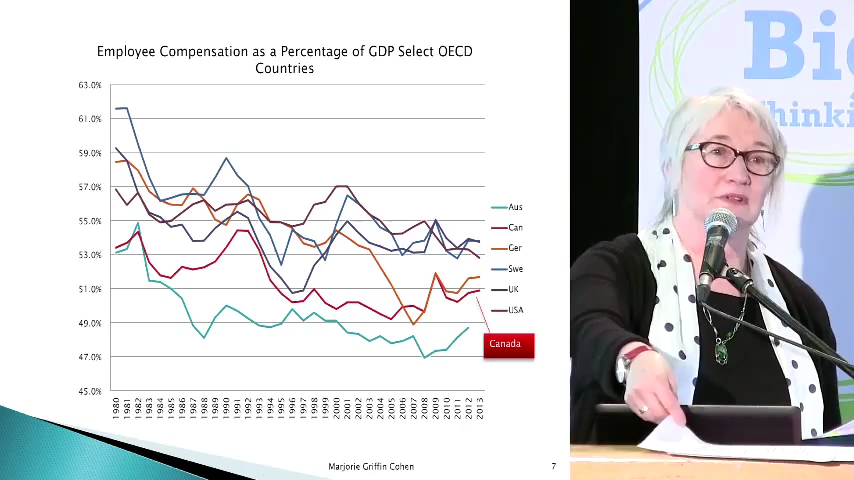 Employee Compensation as a Percentage of GDP Select OECD
Countries
63.0%
61.0%
59.0%
57.0%
55.0%
53.0%
51.0%
49.0%
47.0%
45.0%
Aus
Can
Ger
Swe
UK
USA
Canada
1980 1981 1982 1983 1984 1985 1986 1987 1988 1989 1990 1991 1992 1993 1994 1995 1996 1997 1998 1999 2000 2001 2002 2003 2004 2005 2006 2007 2008 2009 2010 2011 2012 2013
Marjorie Griffin Cohen
7